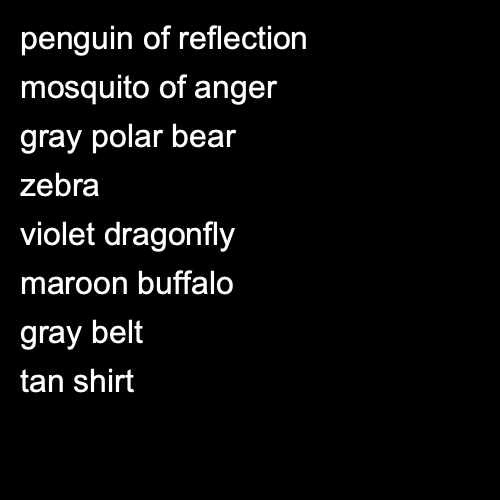 penguin of reflection
mosquito of anger
gray polar bear
zebra
violet dragonfly
maroon buffalo
gray belt
tan shirt